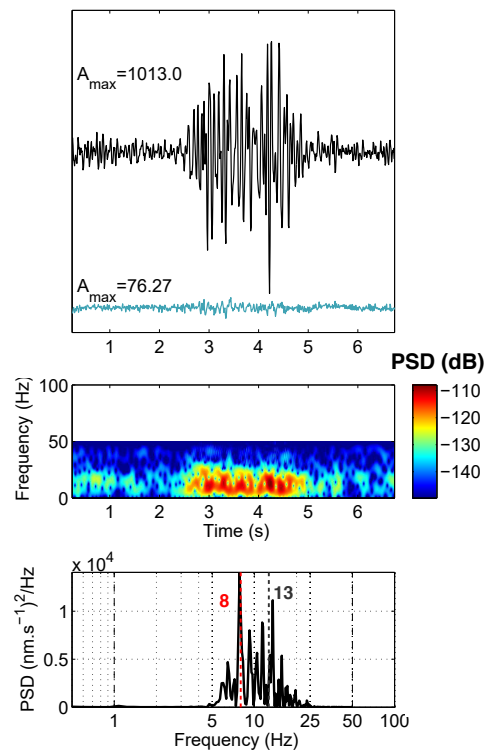 A_max=1013.0
A_max=76.27
1 2 3 4 5 6
PSD (dB)
100
50
0
Frequency (Hz)
1 2 3 4 5 6
Time (s)
−110
−120
−130
−140
x 10^4
1
0.5
0
PSD (nm.s^−1)^2/Hz
8
13
1 5 10 25 50 100
Frequency (Hz)